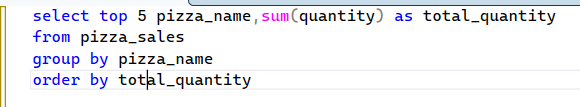 select top 5 pizza_name,sum(quantity) as total_quantity
from pizza_sales
group by pizza_name
order by total_quantity